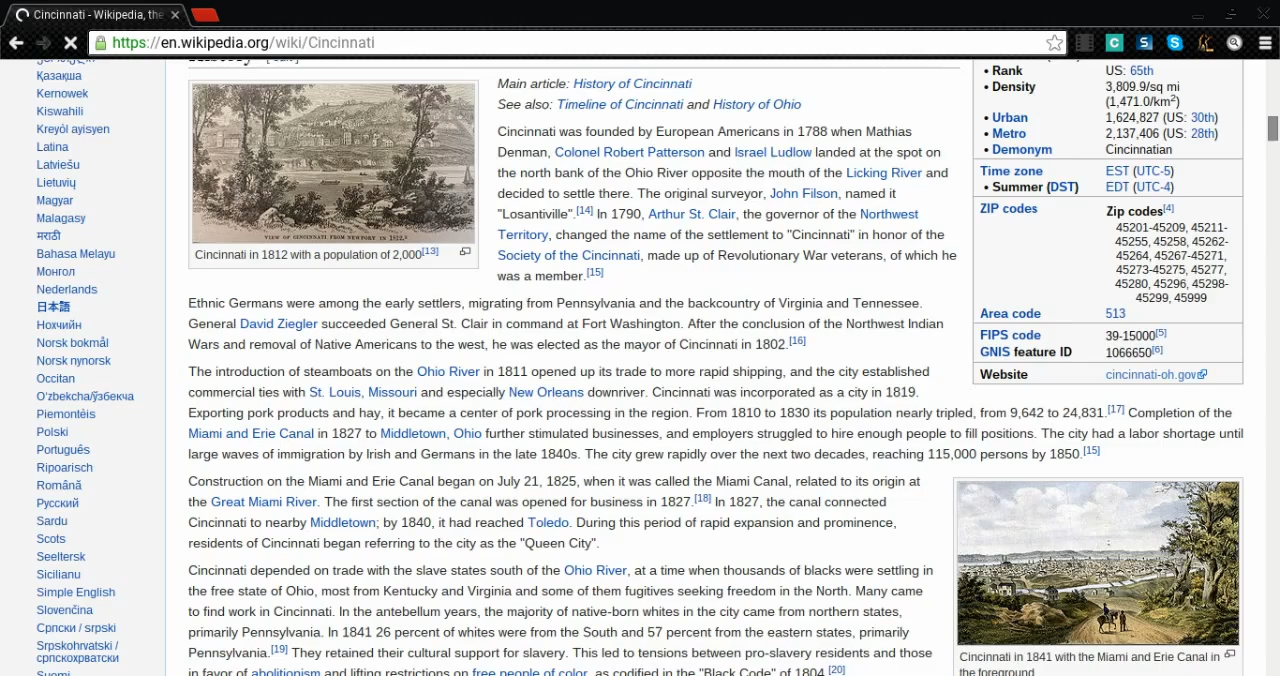 Cincinnati - Wikipedia, the
https://en.wikipedia.org/wiki/Cincinnati
Қазақша
Kernowek
Kiswahili
Kreyòl ayisyen
Latina
Latviešu
Lietuvių
Magyar
Malagasy
मराठी
Bahasa Melayu
Монгол
Nederlands
日本語
Нохчийн
Norsk bokmål
Norsk nynorsk
Occitan
Oʻzbekcha/ўзбекча
Piemontèis
Polski
Português
Ripoarisch
Română
Русский
Sardu
Scots
Seeltersk
Sicilianu
Simple English
Slovenčina
Српски / srpski
Srpskohrvatski /
српскохрватски
Suomi
VIEW OF CINCINNATI FROM NEWPORT IN 1812.
Cincinnati in 1812 with a population of 2,000[13]
Main article: History of Cincinnati
See also: Timeline of Cincinnati and History of Ohio
Cincinnati was founded by European Americans in 1788 when Mathias
Denman, Colonel Robert Patterson and Israel Ludlow landed at the spot on
the north bank of the Ohio River opposite the mouth of the Licking River and
decided to settle there. The original surveyor, John Filson, named it
"Losantiville".[14] In 1790, Arthur St. Clair, the governor of the Northwest
Territory, changed the name of the settlement to "Cincinnati" in honor of the
Society of the Cincinnati, made up of Revolutionary War veterans, of which he
was a member.[15]
Ethnic Germans were among the early settlers, migrating from Pennsylvania and the backcountry of Virginia and Tennessee.
General David Ziegler succeeded General St. Clair in command at Fort Washington. After the conclusion of the Northwest Indian
Wars and removal of Native Americans to the west, he was elected as the mayor of Cincinnati in 1802.[16]
The introduction of steamboats on the Ohio River in 1811 opened up its trade to more rapid shipping, and the city established
commercial ties with St. Louis, Missouri and especially New Orleans downriver. Cincinnati was incorporated as a city in 1819.
Exporting pork products and hay, it became a center of pork processing in the region. From 1810 to 1830 its population nearly tripled, from 9,642 to 24,831.[17] Completion of the
Miami and Erie Canal in 1827 to Middletown, Ohio further stimulated businesses, and employers struggled to hire enough people to fill positions. The city had a labor shortage until
large waves of immigration by Irish and Germans in the late 1840s. The city grew rapidly over the next two decades, reaching 115,000 persons by 1850.[15]
Construction on the Miami and Erie Canal began on July 21, 1825, when it was called the Miami Canal, related to its origin at
the Great Miami River. The first section of the canal was opened for business in 1827.[18] In 1827, the canal connected
Cincinnati to nearby Middletown; by 1840, it had reached Toledo. During this period of rapid expansion and prominence,
residents of Cincinnati began referring to the city as the "Queen City".
Cincinnati depended on trade with the slave states south of the Ohio River, at a time when thousands of blacks were settling in
the free state of Ohio, most from Kentucky and Virginia and some of them fugitives seeking freedom in the North. Many came
to find work in Cincinnati. In the antebellum years, the majority of native-born whites in the city came from northern states,
primarily Pennsylvania. In 1841 26 percent of whites were from the South and 57 percent from the eastern states, primarily
Pennsylvania.[19] They retained their cultural support for slavery. This led to tensions between pro-slavery residents and those
in favor of abolitionism and lifting restrictions on free people of color, as codified in the "Black Code" of 1804.[20]
• Rank US: 65th
• Density 3,809.9/sq mi
(1,471.0/km2)
• Urban 1,624,827 (US: 30th)
• Metro 2,137,406 (US: 28th)
• Demonym Cincinnatian
Time zone EST (UTC-5)
• Summer (DST) EDT (UTC-4)
ZIP codes Zip codes[4]
45201-45209, 45211-
45255, 45258, 45262-
45264, 45267-45271,
45273-45275, 45277,
45280, 45296, 45298-
45299, 45999
Area code 513
FIPS code 39-15000[5]
GNIS feature ID 1066650[6]
Website cincinnati-oh.gov
Cincinnati in 1841 with the Miami and Erie Canal in
the foreground